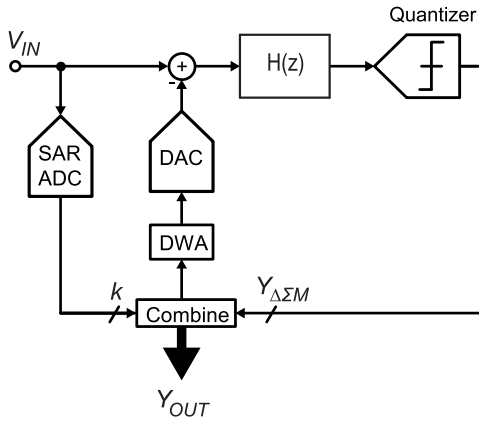 Quantizer
V_IN
+
-
H(z)
SAR
ADC
DAC
DWA
k
Y_ΔΣM
Combine
Y_OUT